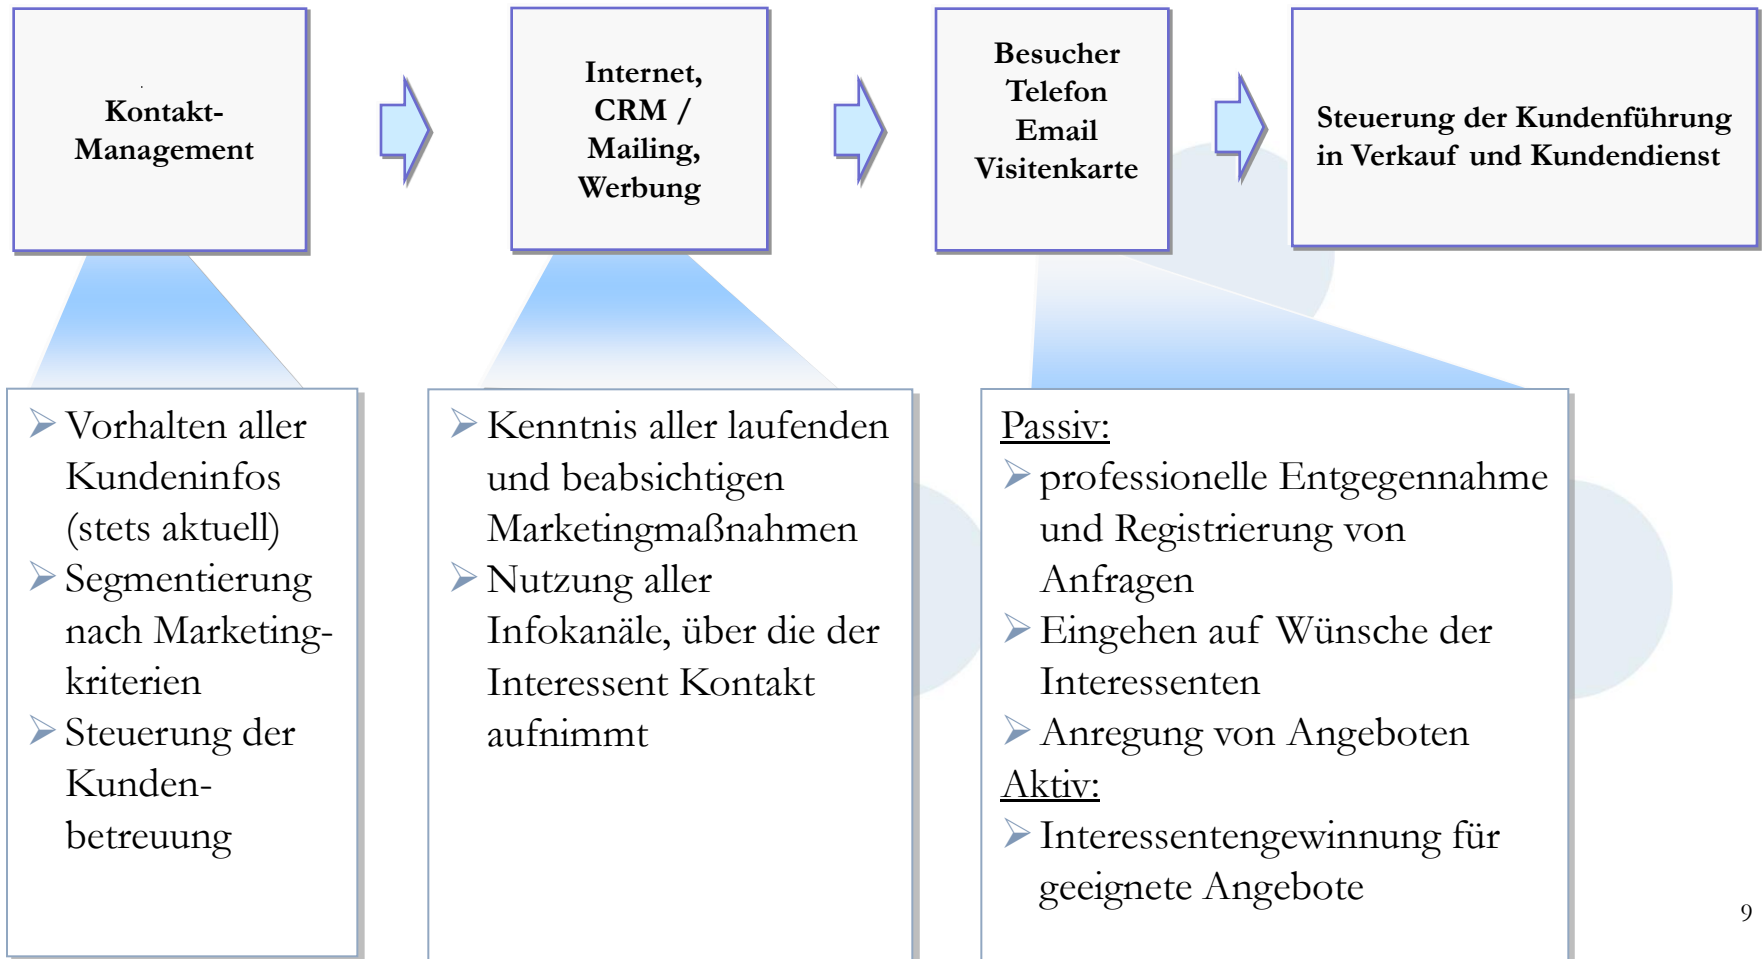 Kontakt-
Management
Internet,
CRM /
Mailing,
Werbung
Besucher
Telefon
Email
Visitenkarte
Steuerung der Kundenführung
in Verkauf und Kundendienst
Vorhalten aller
Kundeninfos
(stets aktuell)
Segmentierung
nach Marketing-
kriterien
Steuerung der
Kunden-
betreuung
Kenntnis aller laufenden
und beabsichtigen
Marketingmaßnahmen
Nutzung aller
Infokanäle, über die der
Interessent Kontakt
aufnimmt
Passiv:
professionelle Entgegennahme
und Registrierung von
Anfragen
Eingehen auf Wünsche der
Interessenten
Anregung von Angeboten
Aktiv:
Interessentengewinnung für
geeignete Angebote
9